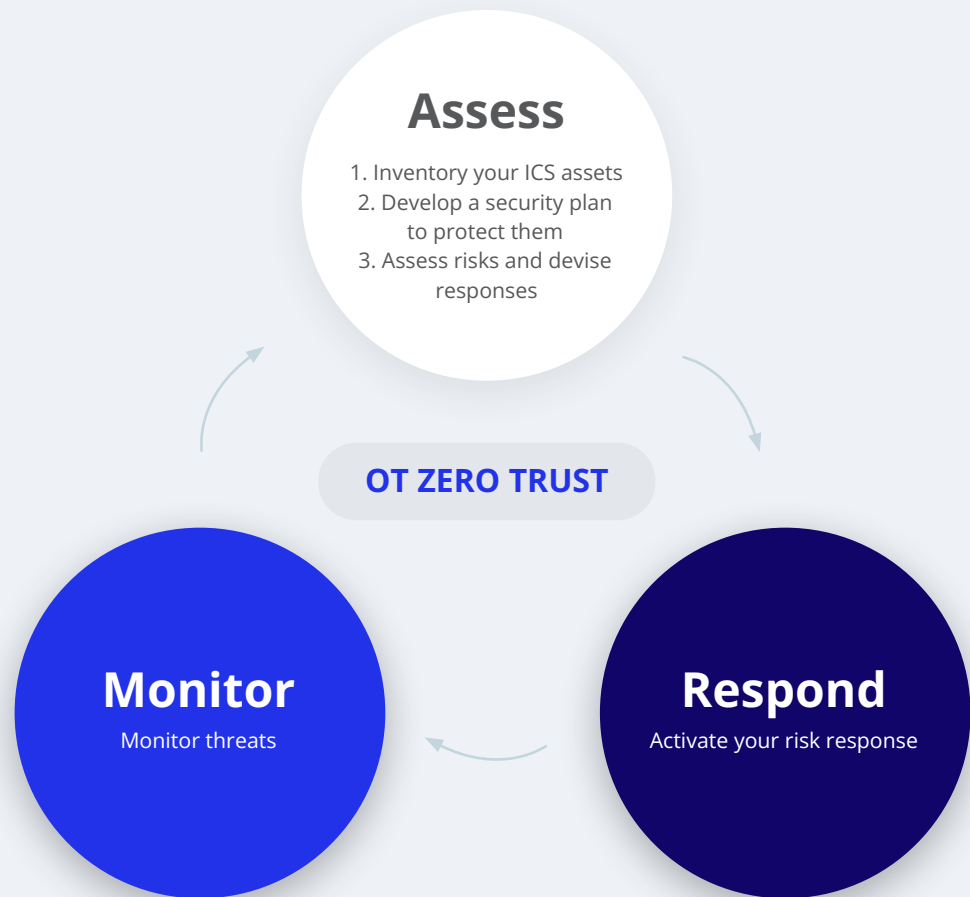 Assess
1. Inventory your ICS assets
2. Develop a security plan
to protect them
3. Assess risks and devise
responses
OT ZERO TRUST
Monitor
Monitor threats
Respond
Activate your risk response